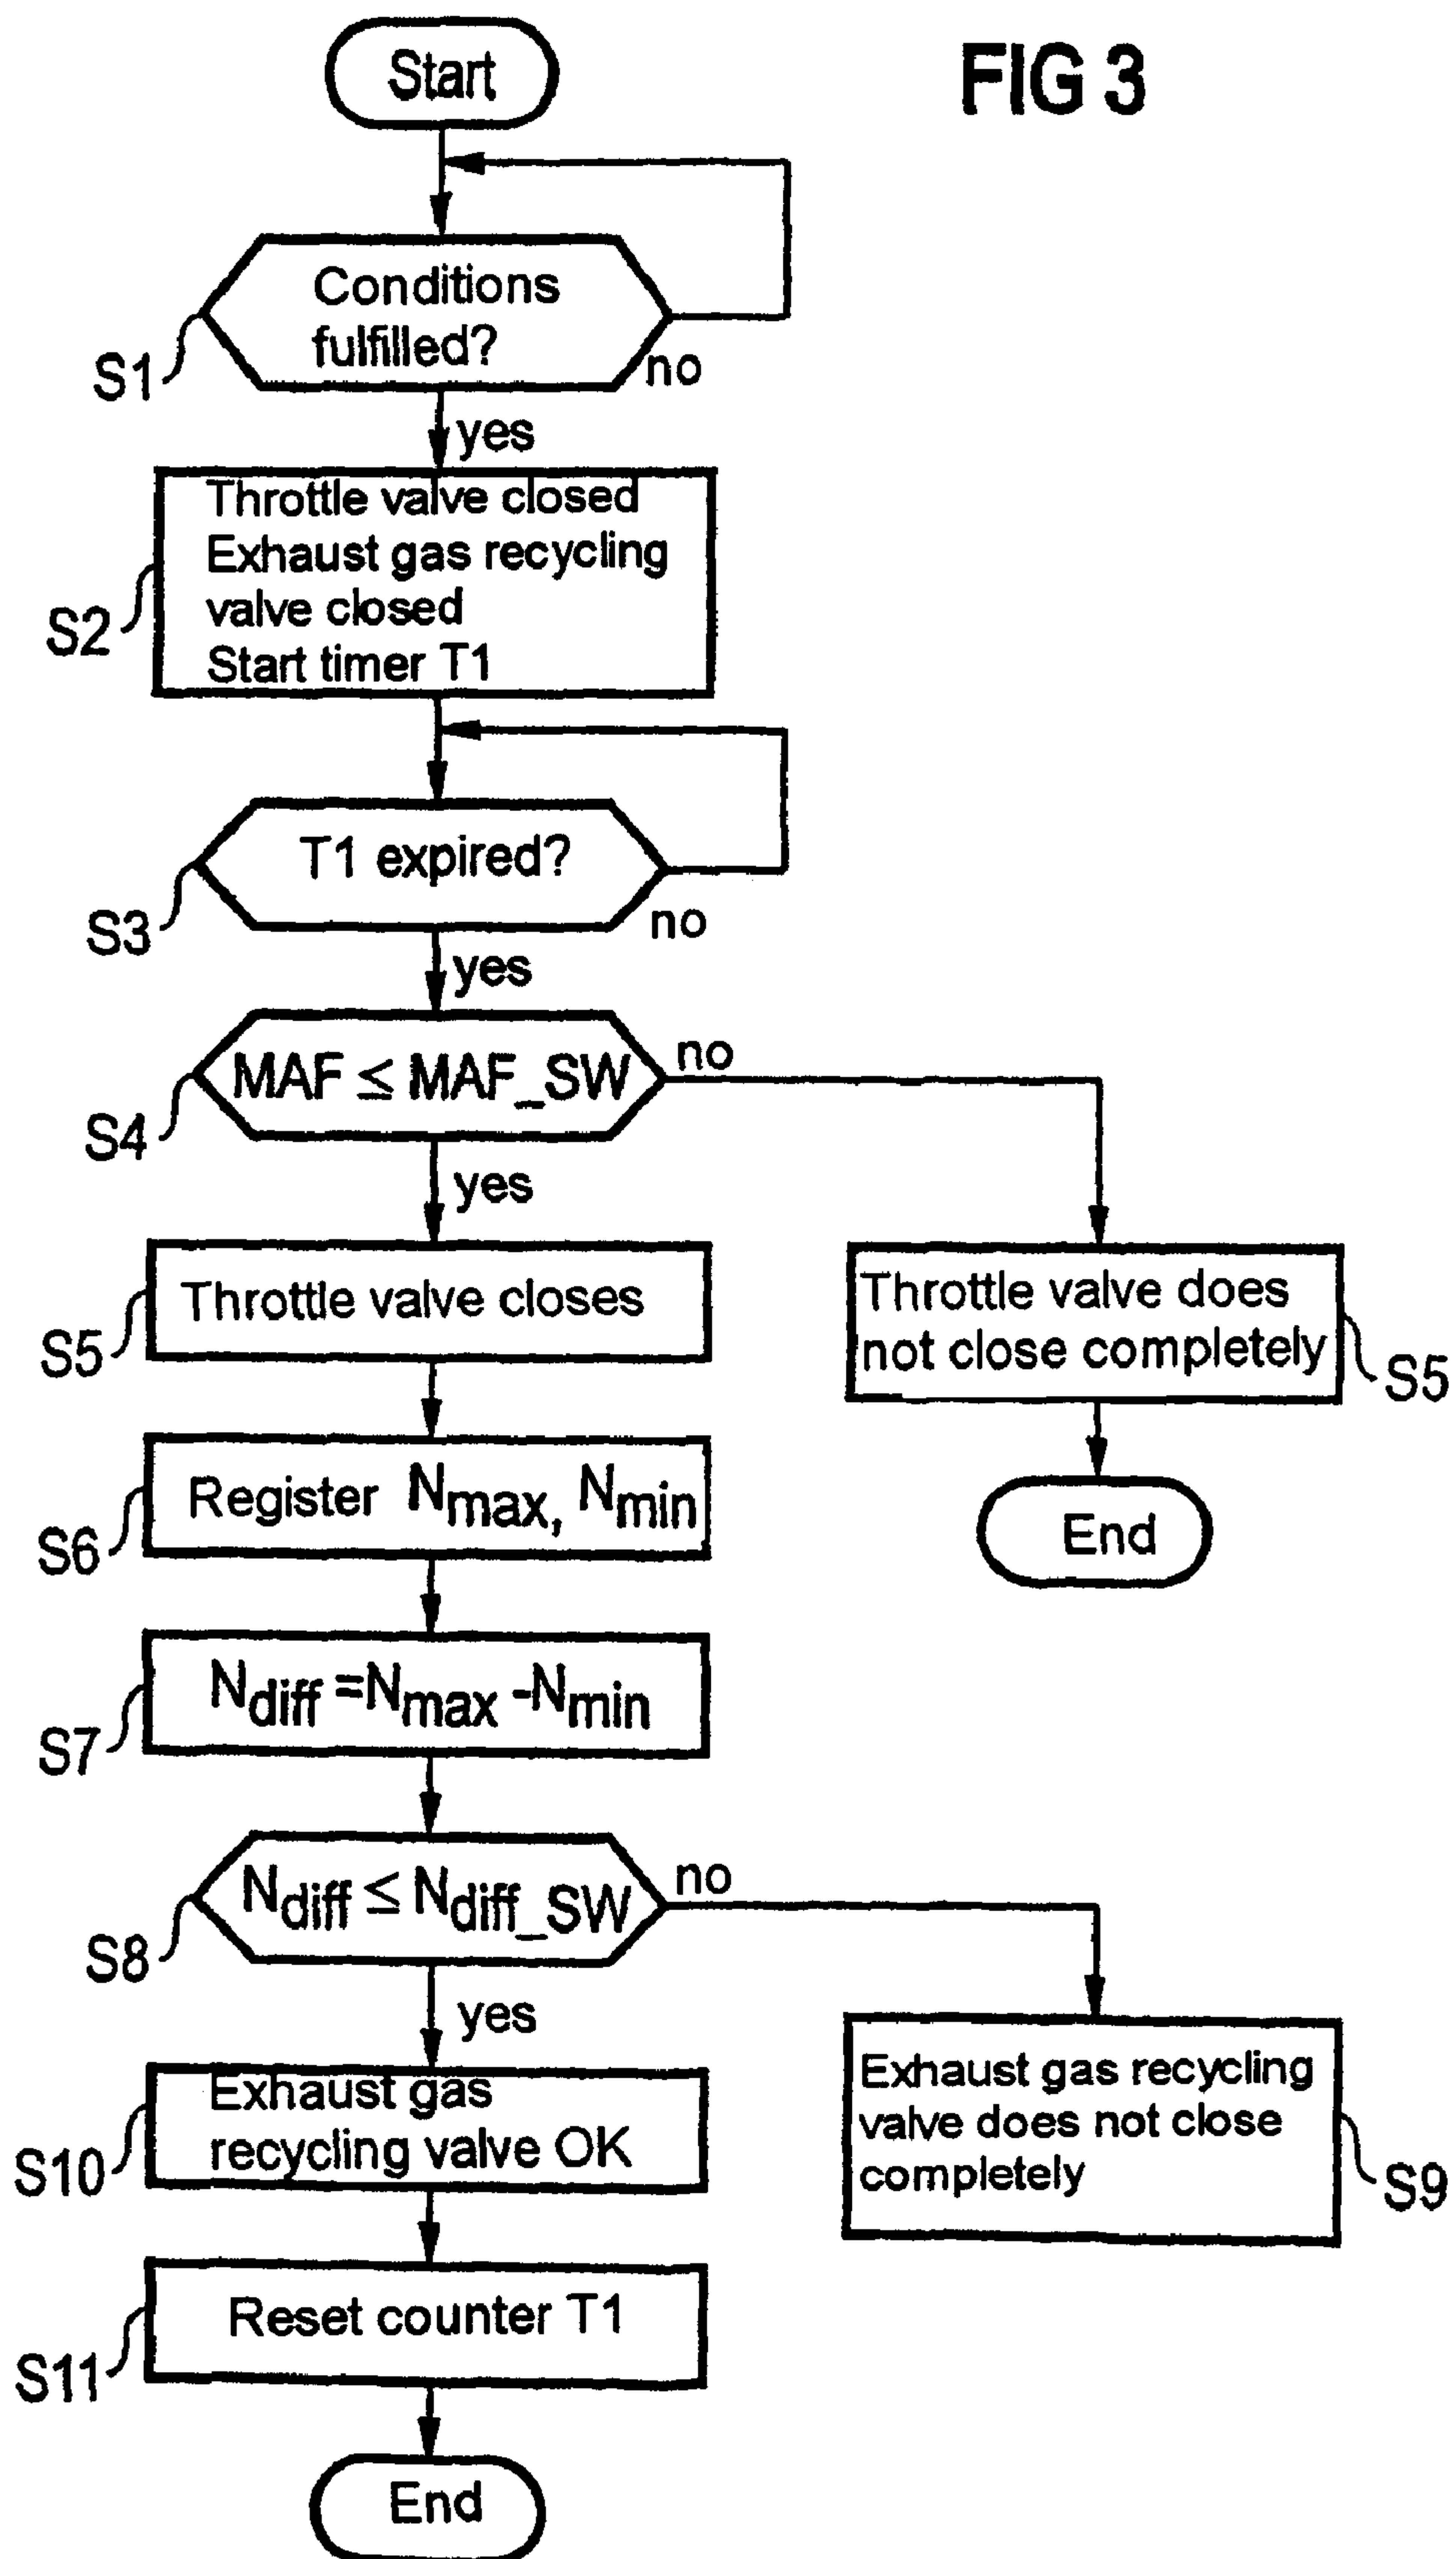 Start
FIG 3
Conditions
fulfilled?
S1
no
yes
Throttle valve closed
Exhaust gas recycling
valve closed
Start timer T1
S2
T1 expired?
S3
no
yes
MAF ≤ MAF_SW
no
S4
yes
Throttle valve closes
S5
Throttle valve does
not close completely
S5
Register Nmax, Nmin
S6
End
Ndiff =Nmax -Nmin
S7
Ndiff ≤ Ndiff_SW
no
S8
yes
Exhaust gas
recycling valve OK
S10
Exhaust gas recycling
valve does not close
completely
S9
Reset counter T1
S11
End